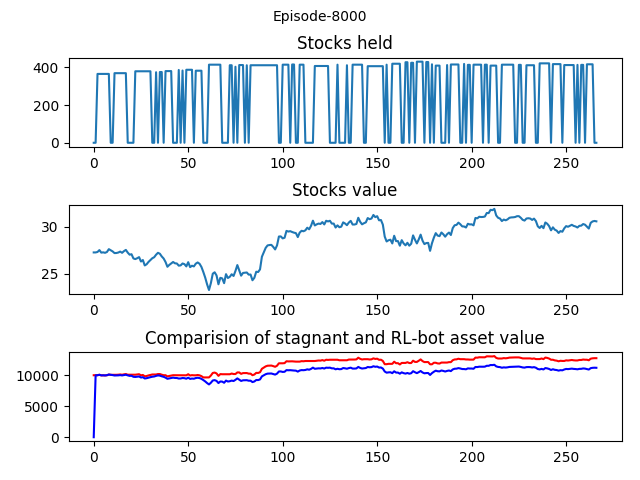 Episode-8000
Stocks held
400
200
0
0 50 100 150 200 250
Stocks value
30
25
0 50 100 150 200 250
Comparision of stagnant and RL-bot asset value
10000
5000
0
0 50 100 150 200 250